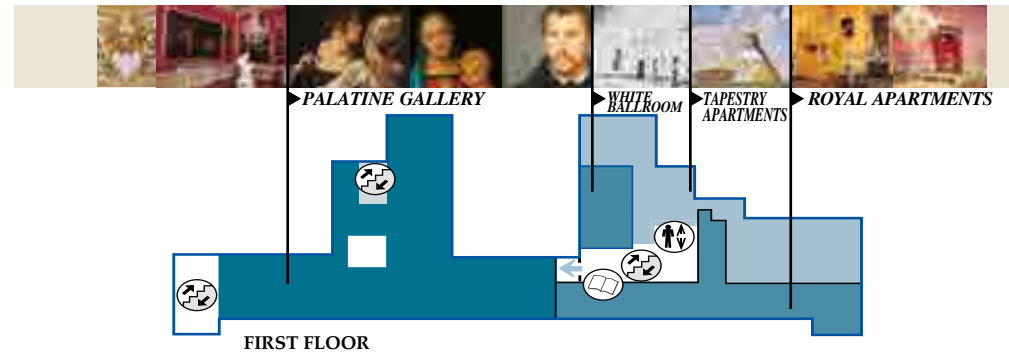 PALATINE GALLERY
WHITE
BALLROOM
TAPESTRY
APARTMENTS
ROYAL APARTMENTS
FIRST FLOOR